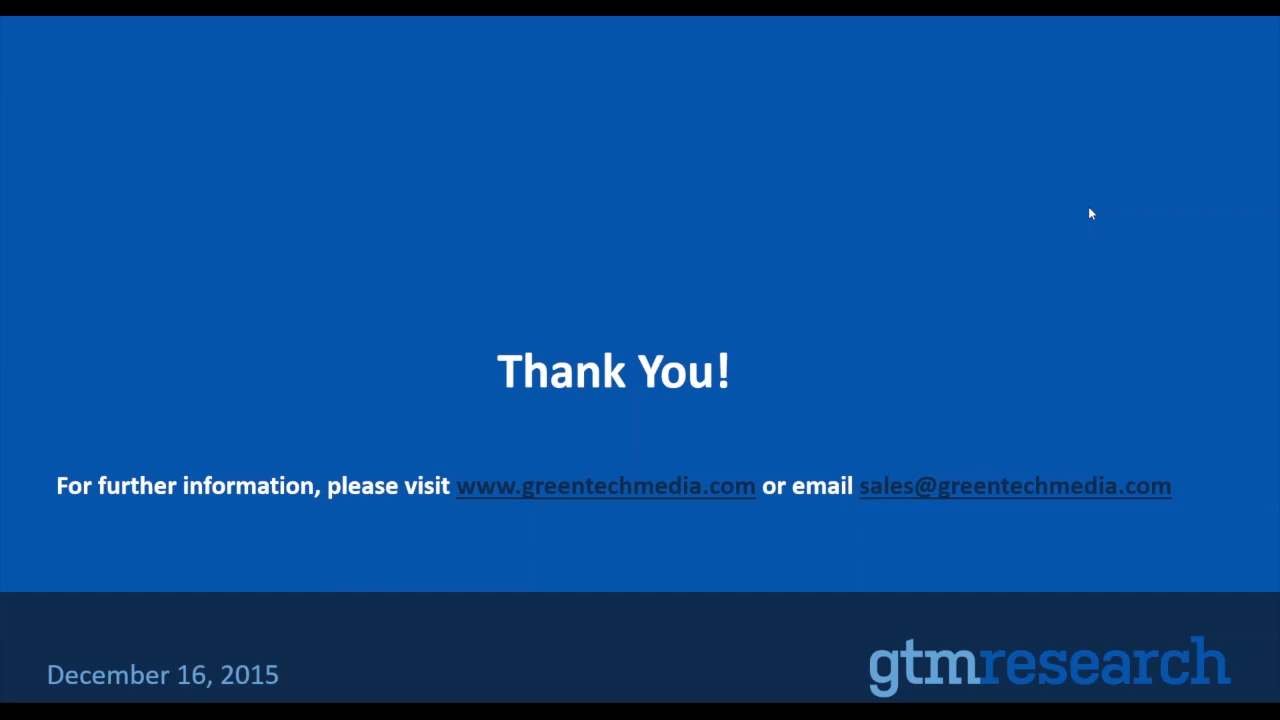 Thank You!
For further information, please visit www.greentechmedia.com or email sales@greentechmedia.com
December 16, 2015
gtmresearch